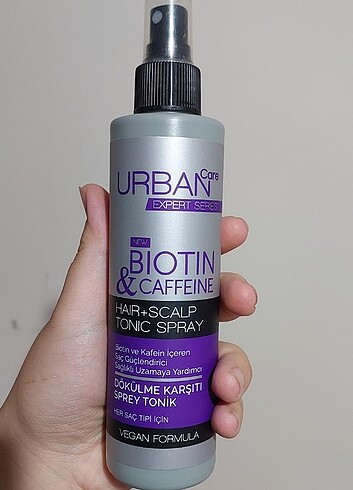 URBAN Care
EXPERT SERIES
NEW
BIOTIN
& CAFFEINE
HAIR+SCALP
TONIC SPRAY
Biotin ve Kafein İçeren
Saç Güçlendirici
Sağlıklı Uzamaya Yardımcı
DÖKÜLME KARŞITI
SPREY TONİK
HER SAÇ TİPİ İÇİN
VEGAN FORMULA